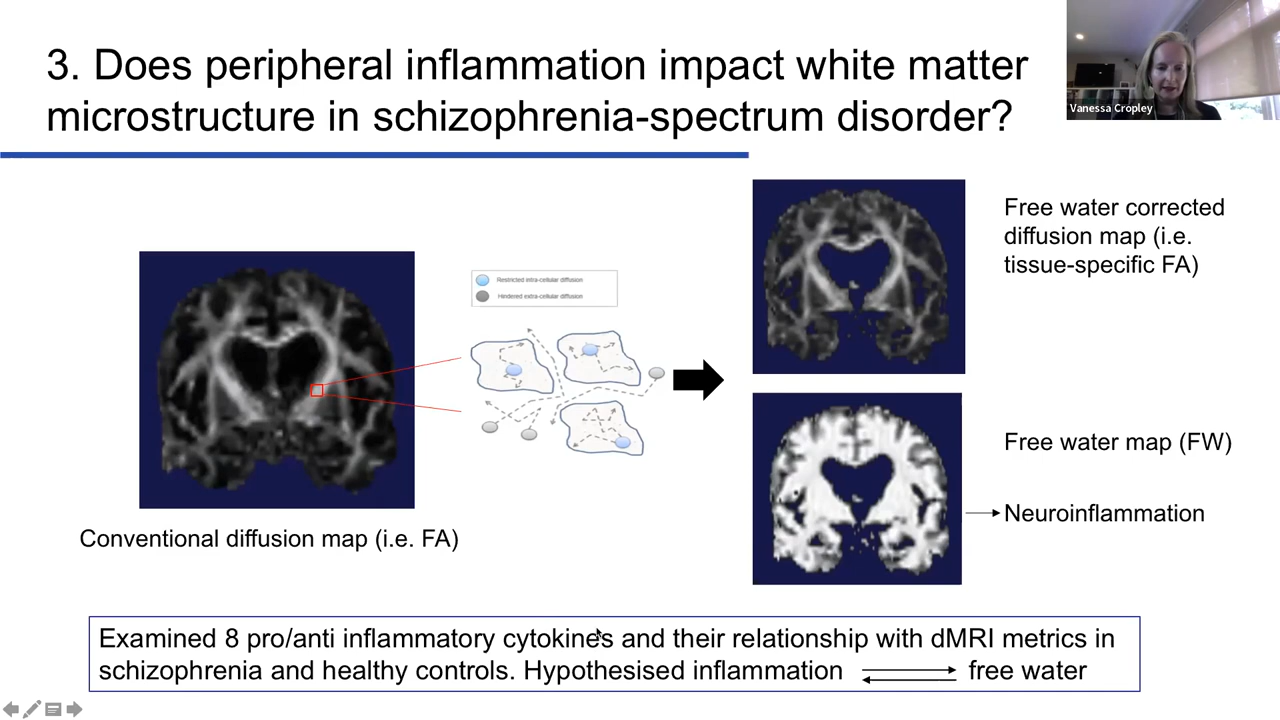 3. Does peripheral inflammation impact white matter
microstructure in schizophrenia-spectrum disorder?
Vanessa Cropley
Restricted intra-cellular diffusion
Hindered extra-cellular diffusion
Free water corrected
diffusion map (i.e.
tissue-specific FA)
Free water map (FW)
Neuroinflammation
Conventional diffusion map (i.e. FA)
Examined 8 pro/anti inflammatory cytokines and their relationship with dMRI metrics in
schizophrenia and healthy controls. Hypothesised inflammation free water